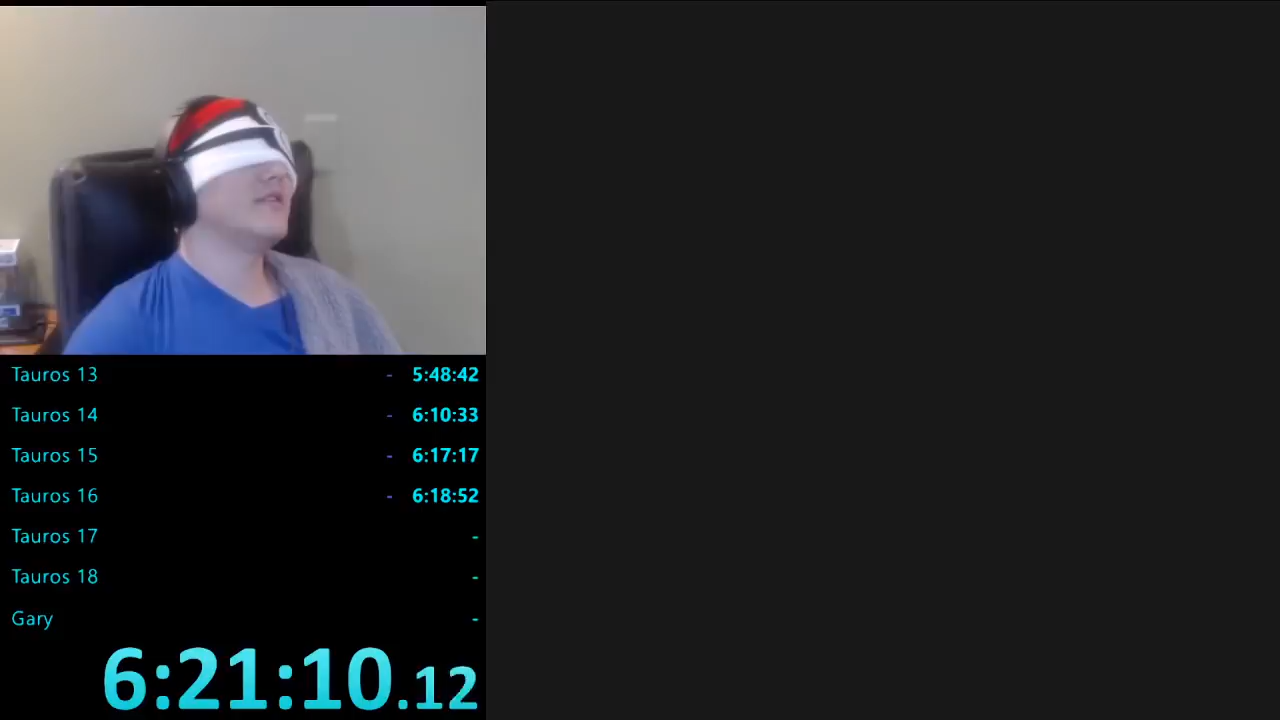 Tauros 13 - 5:48:42
Tauros 14 - 6:10:33
Tauros 15 - 6:17:17
Tauros 16 - 6:18:52
Tauros 17 -
Tauros 18 -
Gary -
6:21:10.12